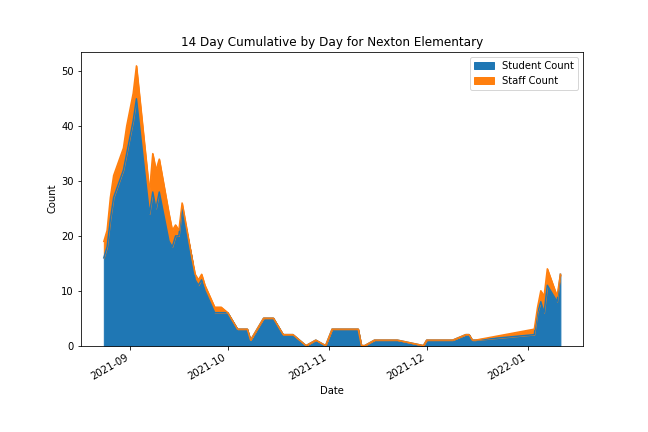 14 Day Cumulative by Day for Nexton Elementary
Student Count
Staff Count
50
40
30
20
10
0
Count
2021-09
2021-10
2021-11
2021-12
2022-01
Date